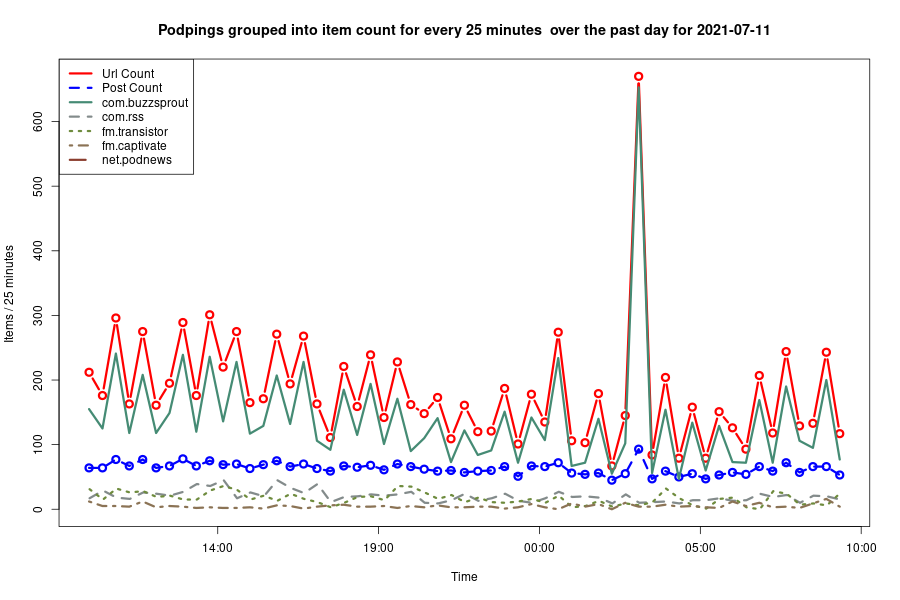 Podpings grouped into item count for every 25 minutes  over the past day for 2021-07-11
Url Count
Post Count
com.buzzsprout
com.rss
fm.transistor
fm.captivate
net.podnews
Items / 25 minutes
600
500
400
300
200
100
0
14:00
19:00
00:00
05:00
10:00
Time